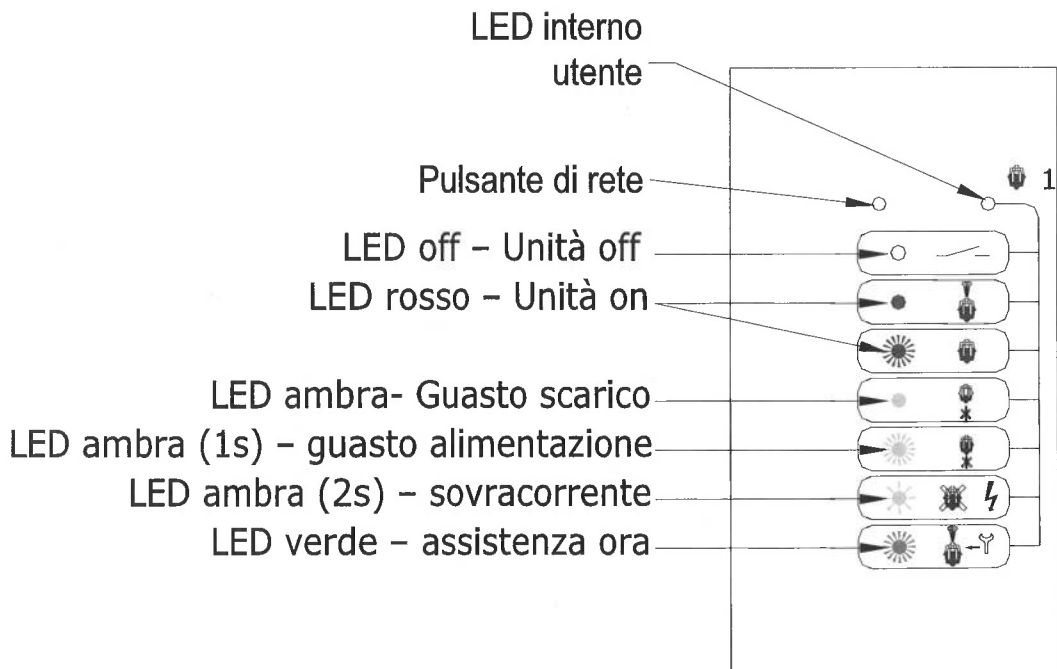 LED interno
utente
1
Pulsante di rete
LED off – Unità off
LED rosso – Unità on
LED ambra- Guasto scarico
LED ambra (1s) – guasto alimentazione
LED ambra (2s) – sovracorrente
LED verde – assistenza ora